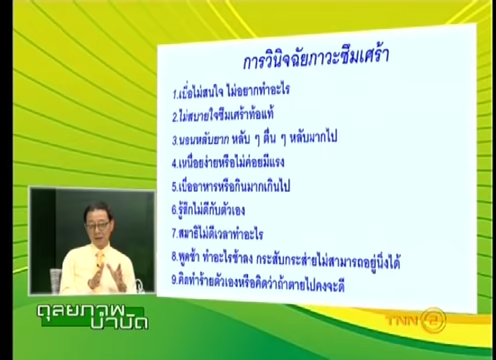 การวินิจฉัยภาวะซึมเศร้า
1.เบื่อไม่สนใจ ไม่อยากทำอะไร
2.ไม่สบายใจซึมเศร้าท้อแท้
3.นอนหลับยาก หลับ ๆ ตื่น ๆ หลับมากไป
4.เหนื่อยง่ายหรือไม่ค่อยมีแรง
5.เบื่ออาหารหรือกินมากเกินไป
6.รู้สึกไม่ดีกับตัวเอง
7.สมาธิไม่ดีเวลาทำอะไร
8.พูดช้า ทำอะไรช้าลง กระสับกระส่ายไม่สามารถอยู่นิ่งได้
9.คิดทำร้ายตัวเองหรือคิดว่าถ้าตายไปคงจะดี
ดุลยภาพ
บำบัด
TNN 2